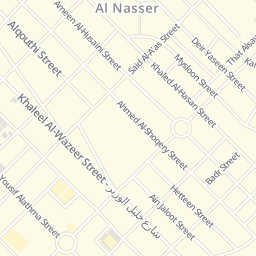 Al Nasser
Ameen Al-Husaini Street
Said Al-A'as Street
Deir Yaseen Street
Mysloon Street
Khaled Al-Hasan Street
Alqouthi Street
Ahmed Al-Shoqery Street
Khaleel Al-Wazeer Street - شارع خليل الوزير
Badr Street
Hetteen Street
Ain Jaloot Street
Yousif Alathma Street